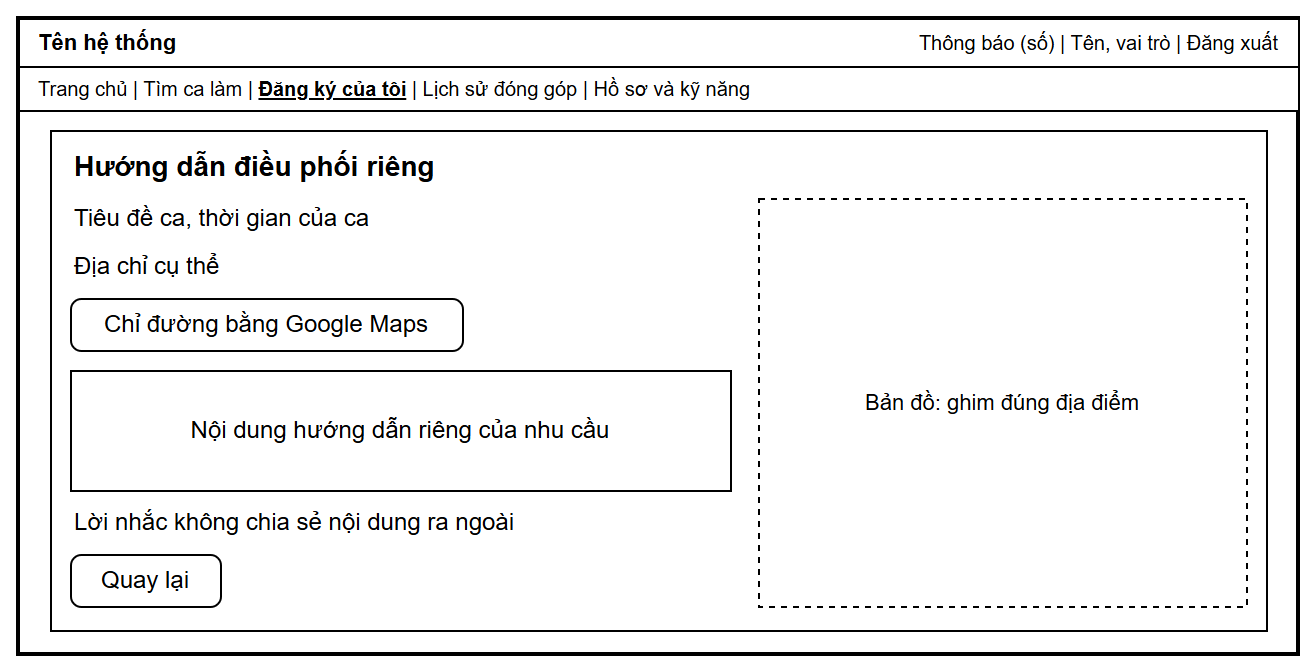 Tên hệ thống
Thông báo (số) | Tên, vai trò | Đăng xuất
Trang chủ | Tìm ca làm | Đăng ký của tôi | Lịch sử đóng góp | Hồ sơ và kỹ năng
Hướng dẫn điều phối riêng
Tiêu đề ca, thời gian của ca
Địa chỉ cụ thể
Chỉ đường bằng Google Maps
Nội dung hướng dẫn riêng của nhu cầu
Lời nhắc không chia sẻ nội dung ra ngoài
Quay lại
Bản đồ: ghim đúng địa điểm